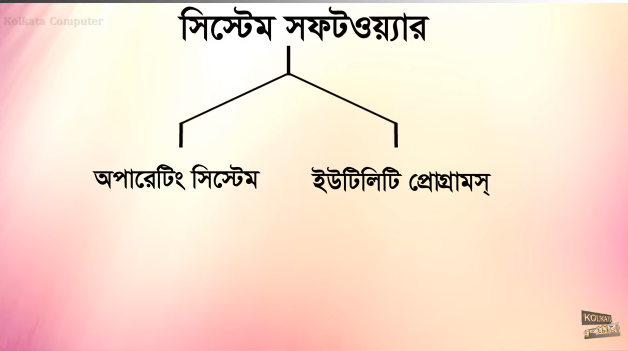 Kolkata Computer
সিস্টেম সফটওয়্যার
অপারেটিং সিস্টেম ইউটিলিটি প্রোগ্রামস্